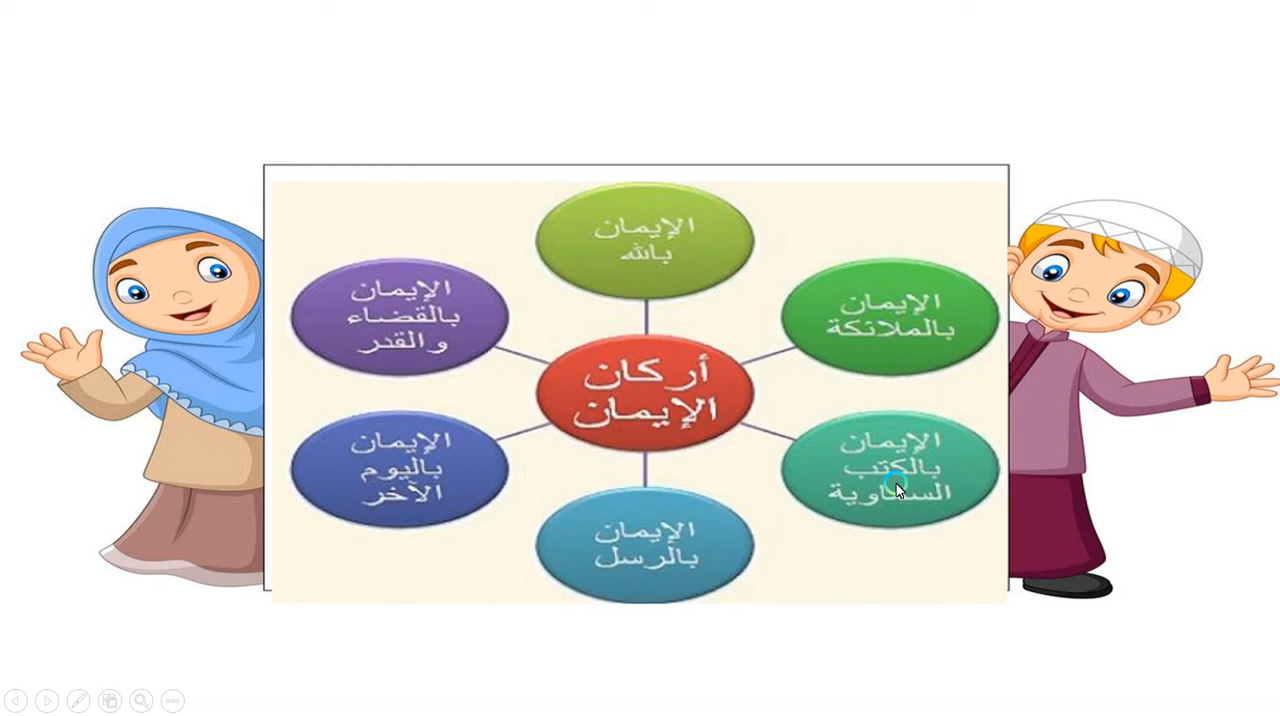 الإيمان
بالله
الإيمان
بالملائكة
الإيمان
بالكتب
السماوية
الإيمان
بالرسل
الإيمان
باليوم
الآخر
الإيمان
بالقضاء
والقدر
أركان
الإيمان